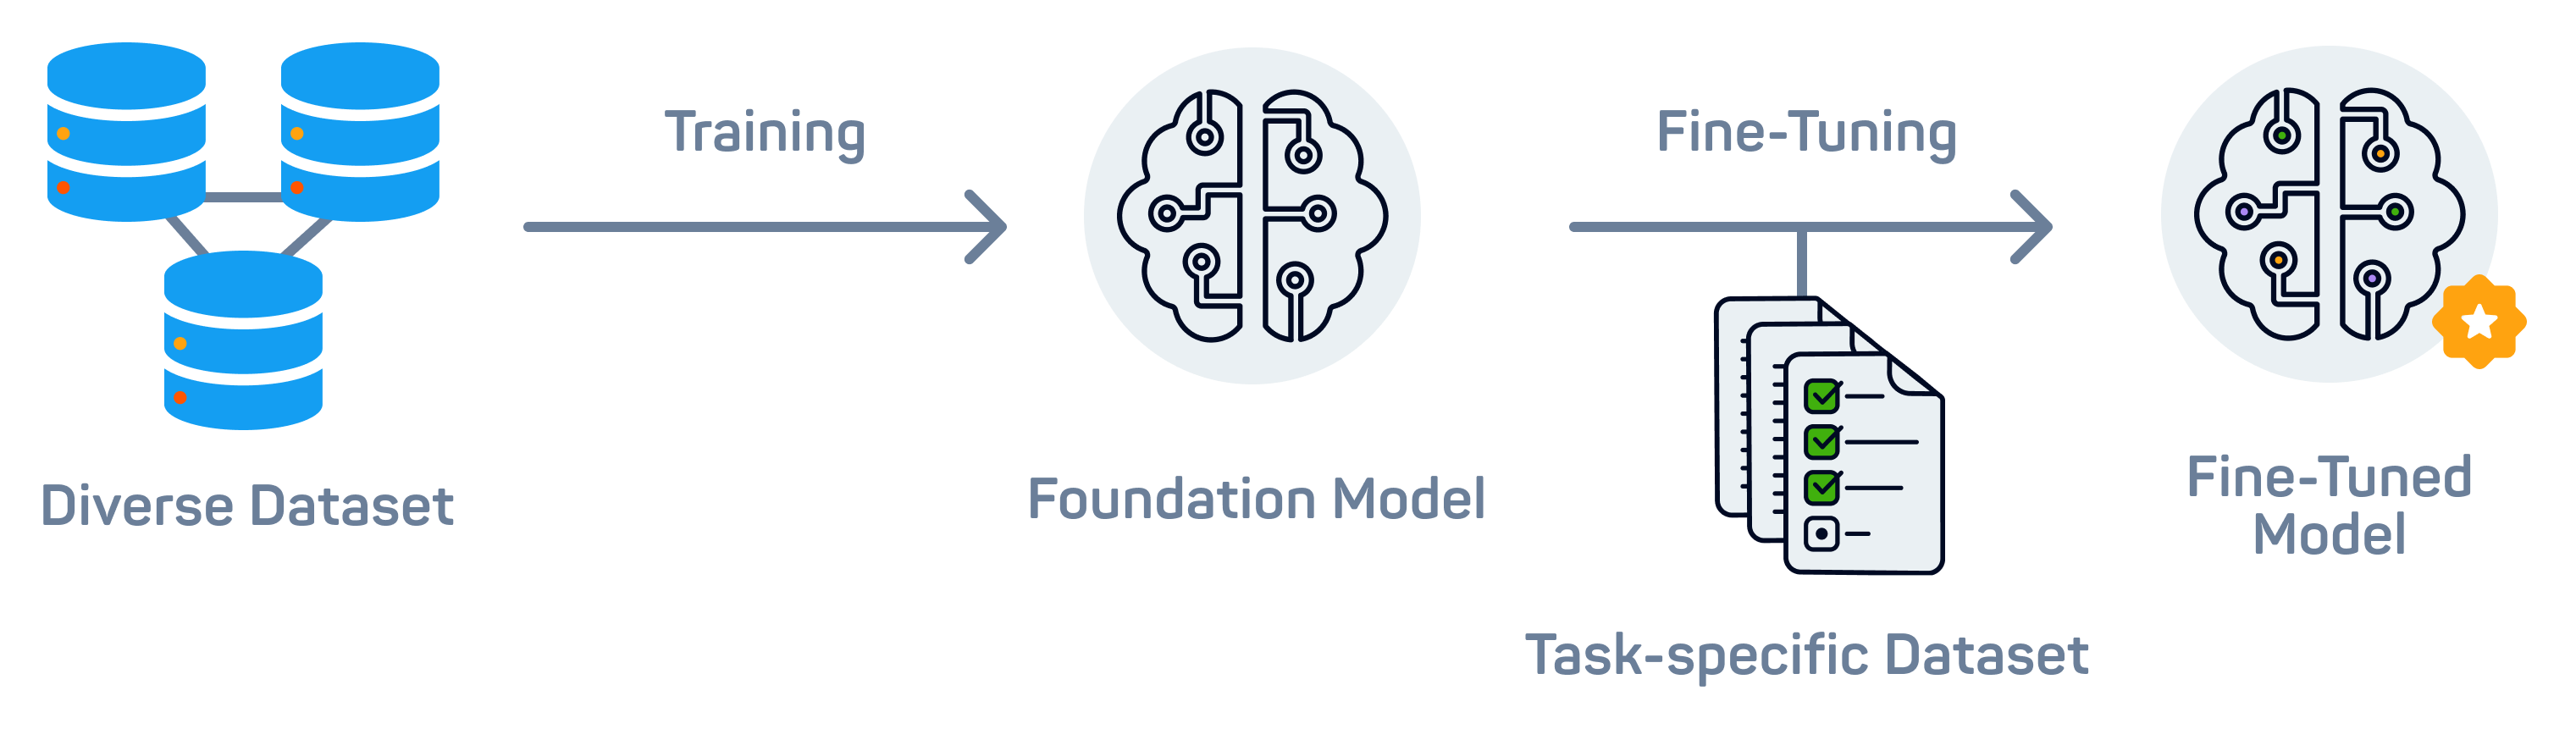 Training
Fine-Tuning
Diverse Dataset
Foundation Model
Fine-Tuned
Model
Task-specific Dataset